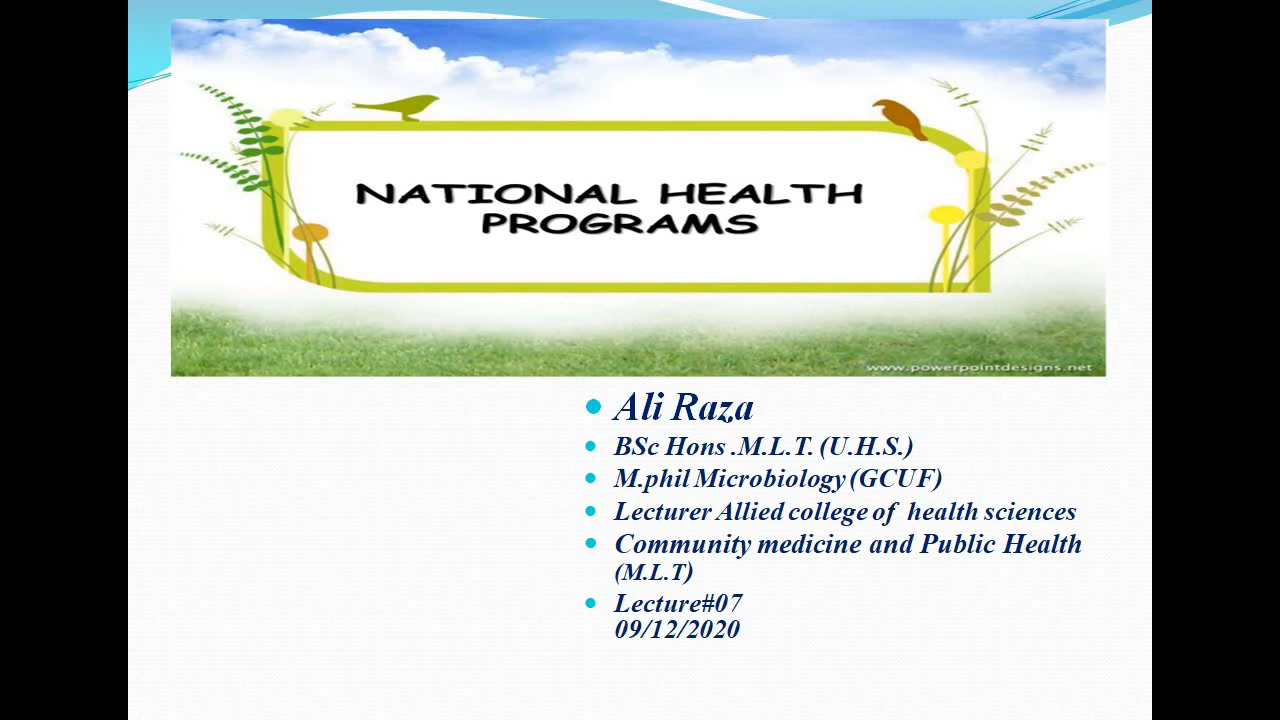 NATIONAL HEALTH
PROGRAMS
www.powerpointdesigns.net
Ali Raza
BSc Hons .M.L.T. (U.H.S.)
M.phil Microbiology (GCUF)
Lecturer Allied college of health sciences
Community medicine and Public Health
(M.L.T)
Lecture#07
09/12/2020